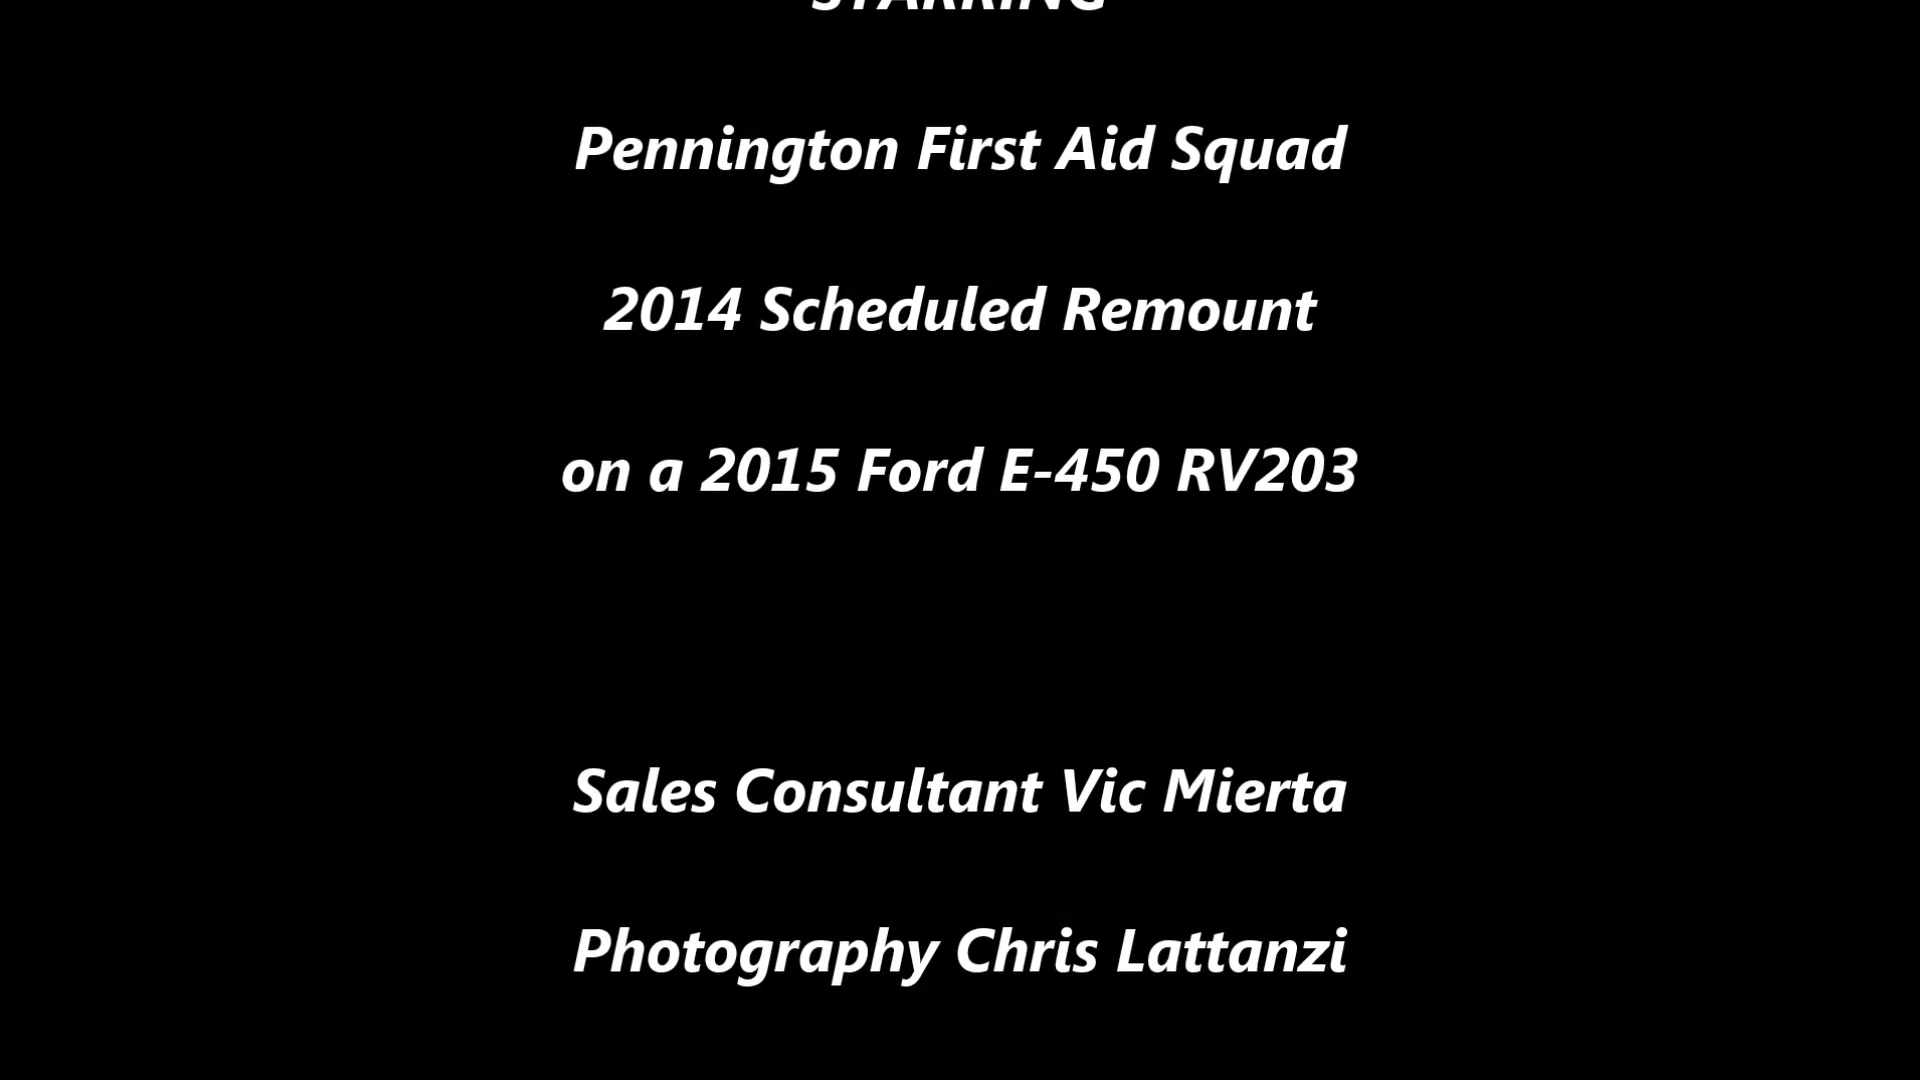 STARRING
Pennington First Aid Squad
2014 Scheduled Remount
on a 2015 Ford E-450 RV203
Sales Consultant Vic Mierta
Photography Chris Lattanzi